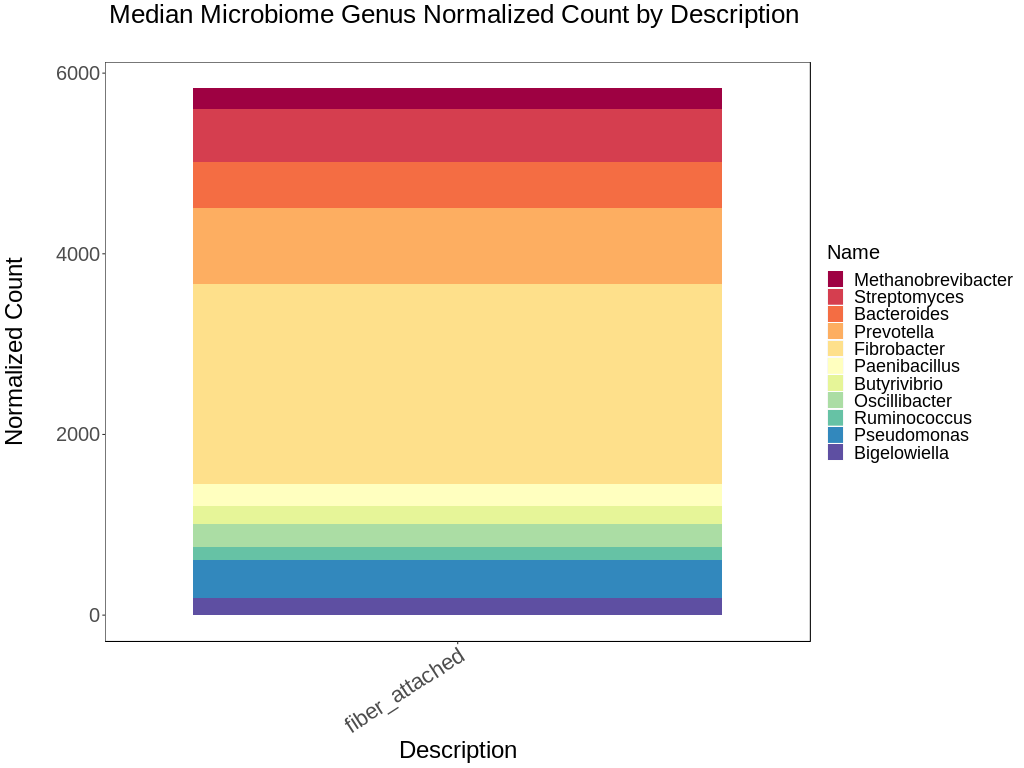 Median Microbiome Genus Normalized Count by Description
6000
4000
2000
0
Normalized Count
fiber_attached
Description
Name
Methanobrevibacter
Streptomyces
Bacteroides
Prevotella
Fibrobacter
Paenibacillus
Butyrivibrio
Oscillibacter
Ruminococcus
Pseudomonas
Bigelowiella